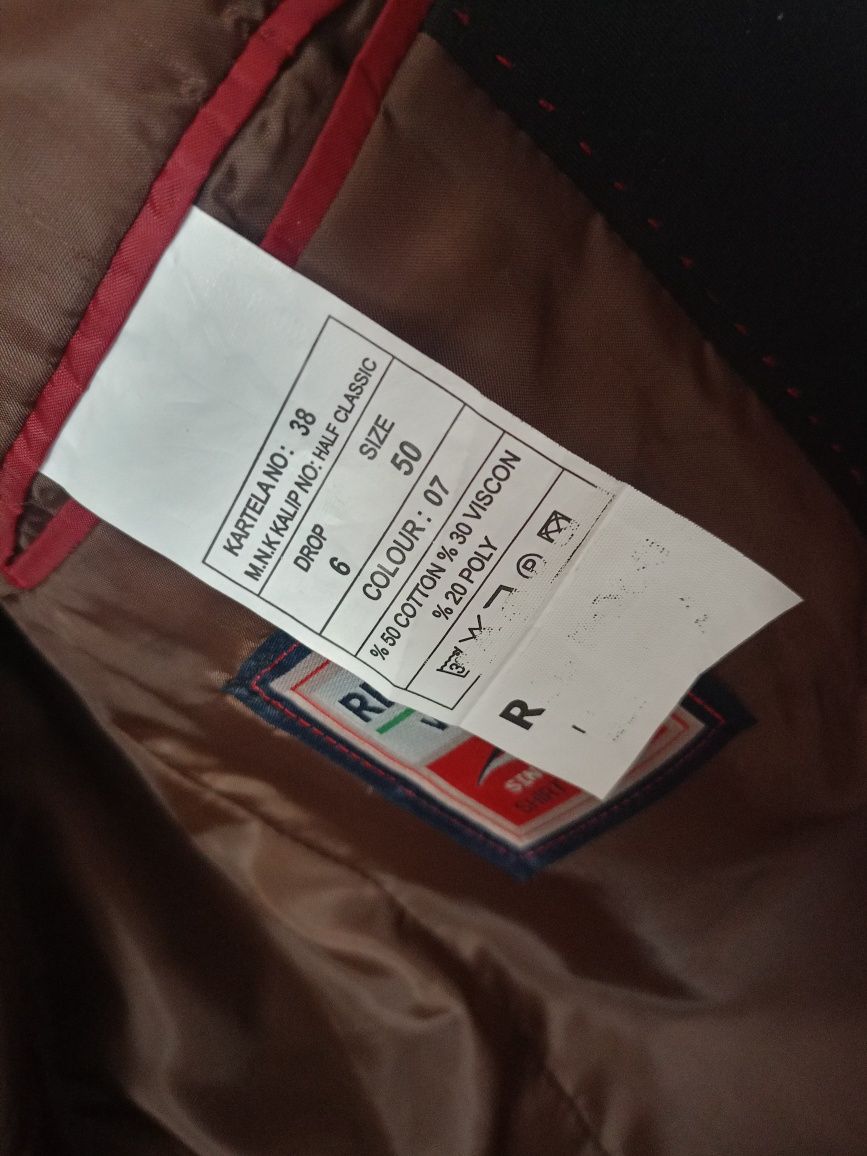 KARTELA NO: 38
M.N.K KALIP NO: HALF CLASSIC
DROP SIZE
6 50
COLOUR: 07
% 50 COTTON % 30 VISCON
% 20 POLY
P
R